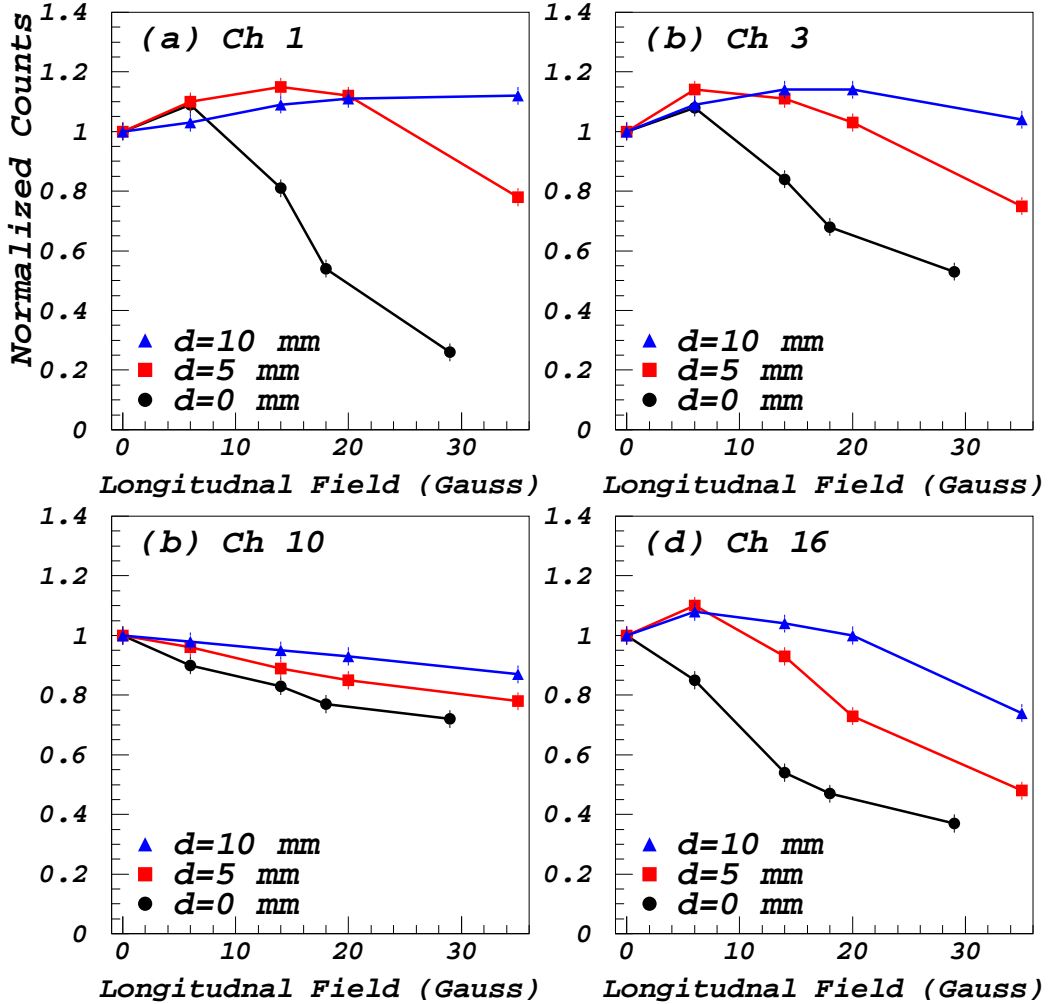 Normalized Counts
(a) Ch 1
1.4
1.2
1
0.8
0.6
0.4
0.2
0
d=10 mm
d=5 mm
d=0 mm
0 10 20 30
Longitudnal Field (Gauss)
(b) Ch 3
1.4
1.2
1
0.8
0.6
0.4
0.2
0
d=10 mm
d=5 mm
d=0 mm
0 10 20 30
Longitudnal Field (Gauss)
(b) Ch 10
1.4
1.2
1
0.8
0.6
0.4
0.2
0
d=10 mm
d=5 mm
d=0 mm
0 10 20 30
Longitudnal Field (Gauss)
(d) Ch 16
1.4
1.2
1
0.8
0.6
0.4
0.2
0
d=10 mm
d=5 mm
d=0 mm
0 10 20 30
Longitudnal Field (Gauss)